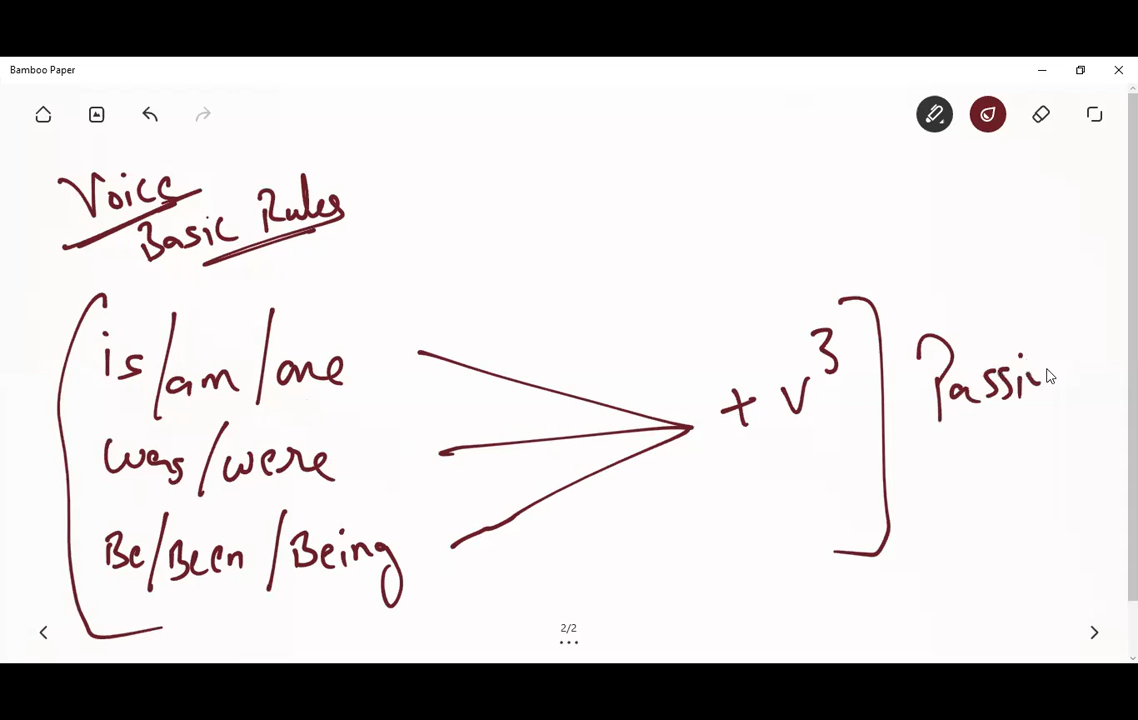 Bamboo Paper
Voice
Basic Rules
is/am/are
+ v³
Passi
was/were
Be/Been/Being
2/2